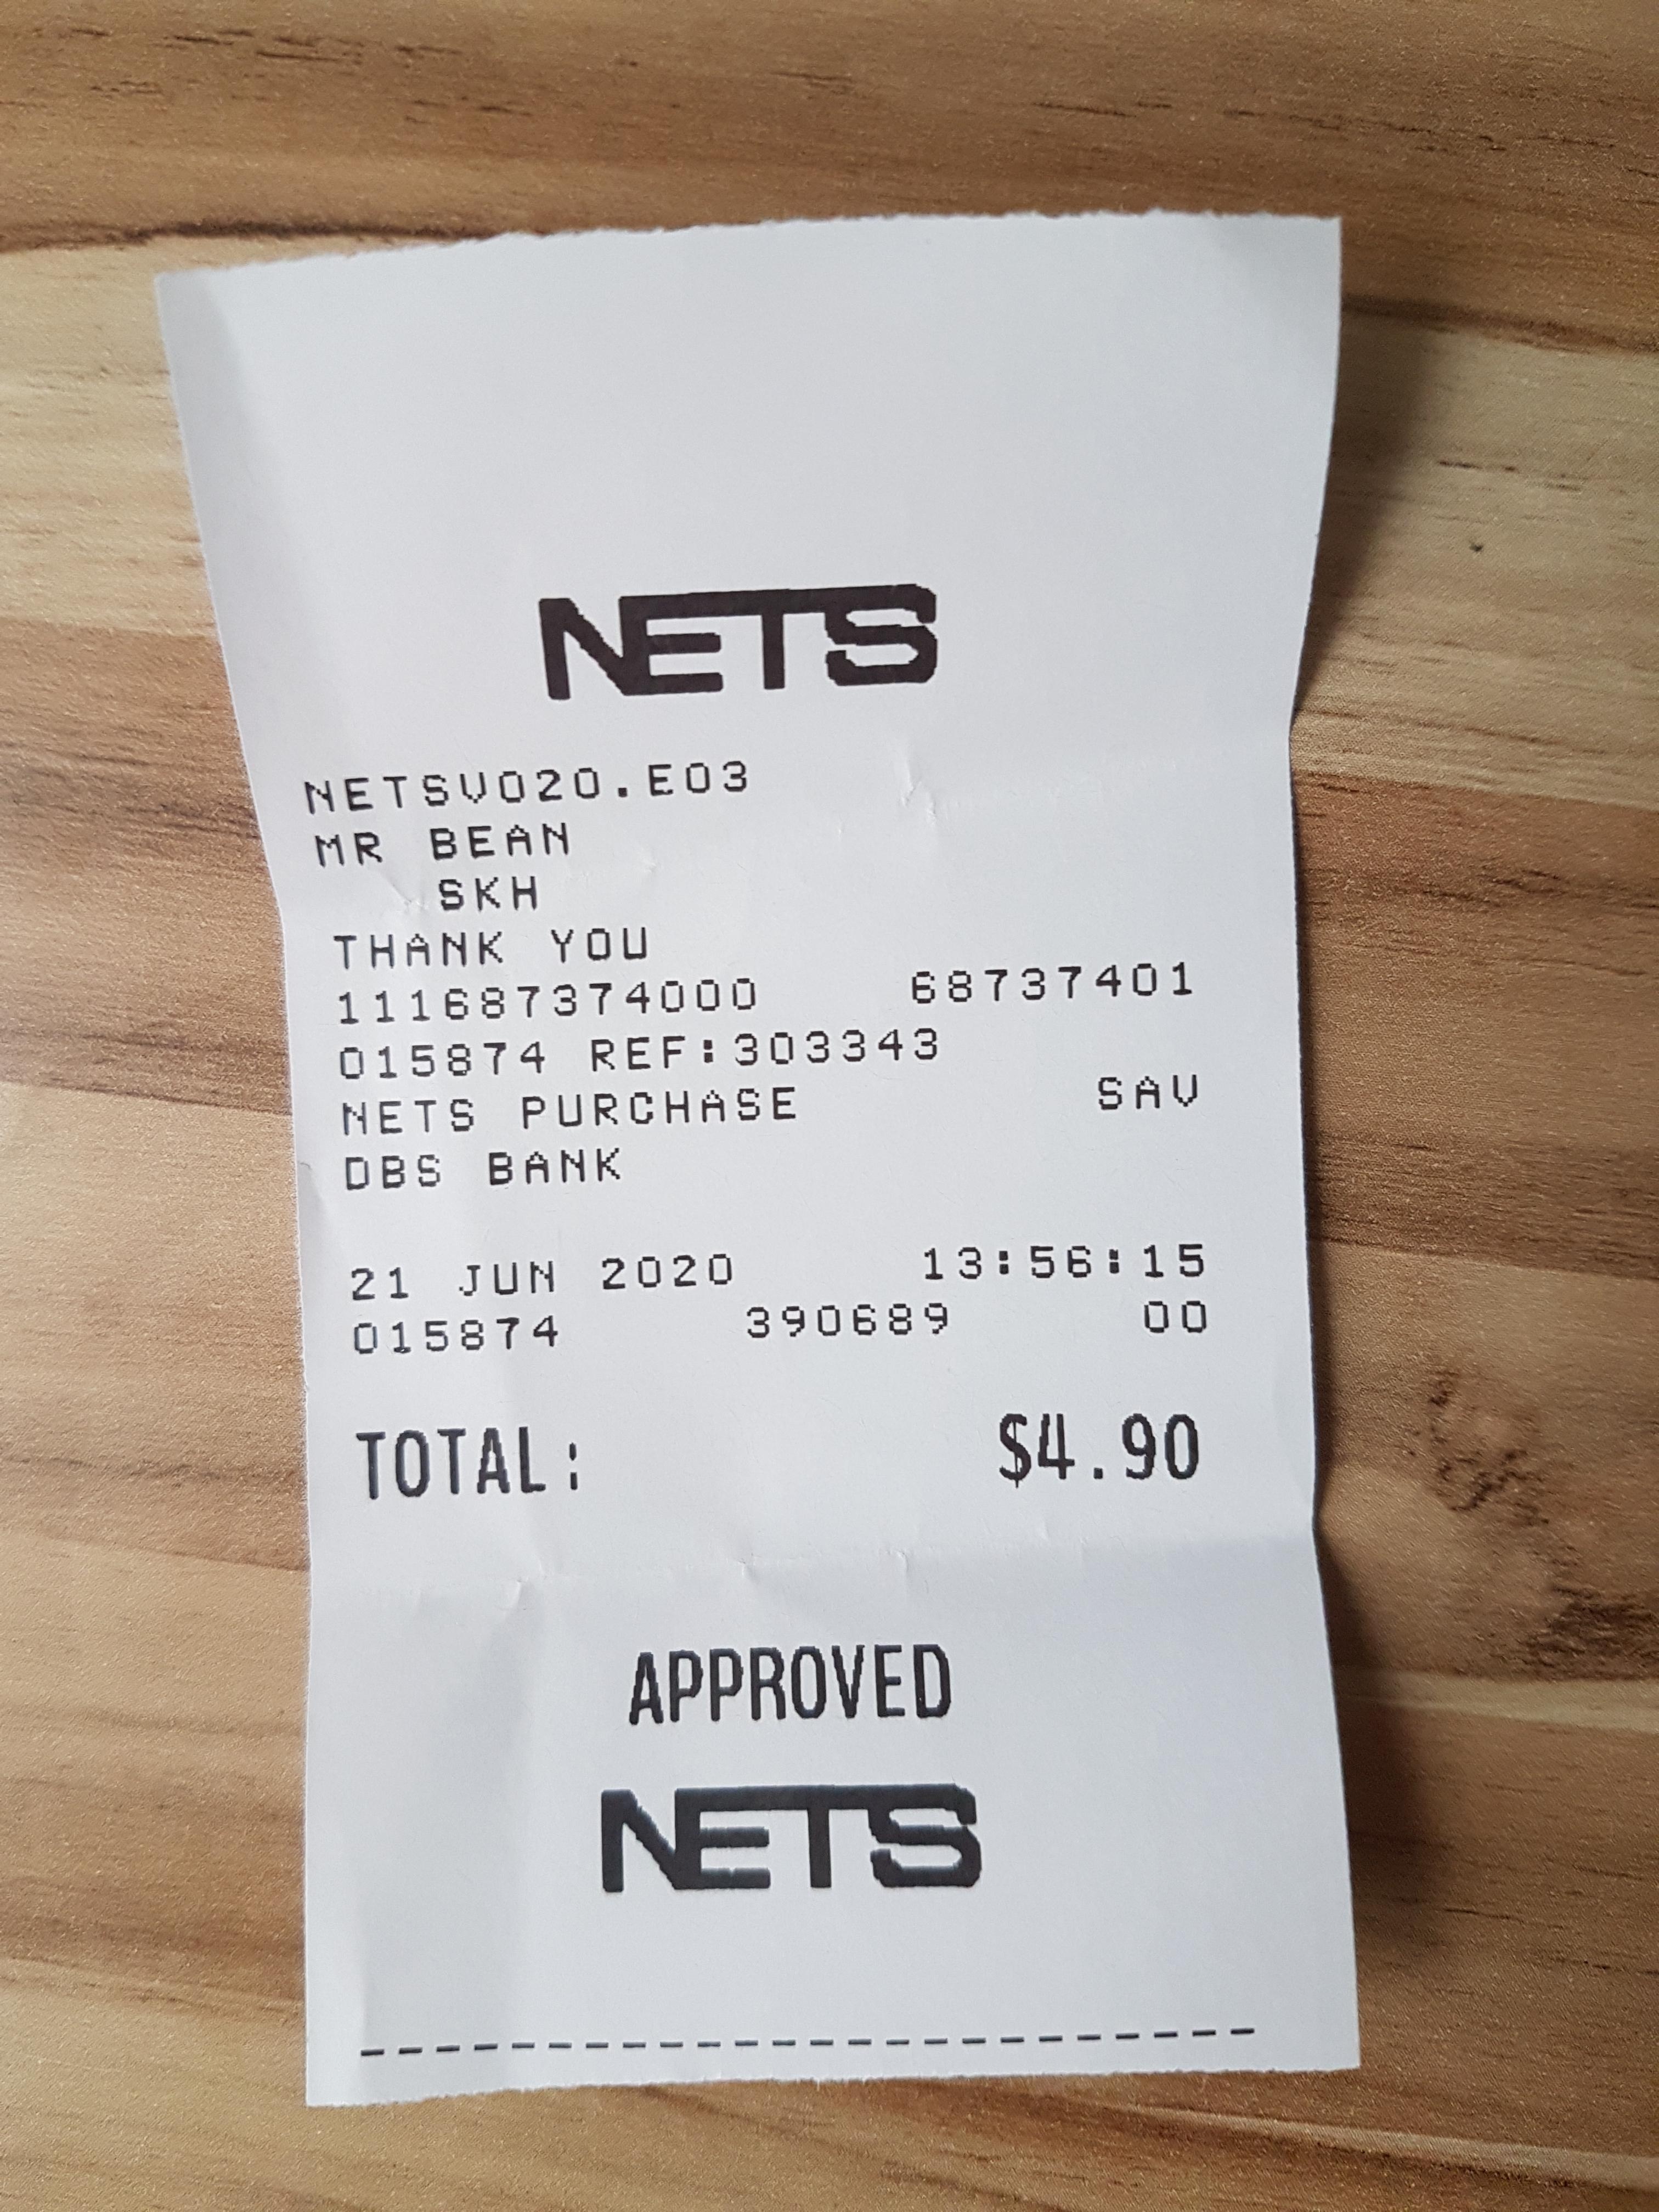 NETS
NETSV020.E03
MR BEAN
SKH
THANK YOU
111687374000 68737401
015874 REF:303343
NETS PURCHASE SAV
DBS BANK
21 JUN 2020 13:56:15
015874 390689 00
TOTAL: $4.90
APPROVED
NETS
------------------------